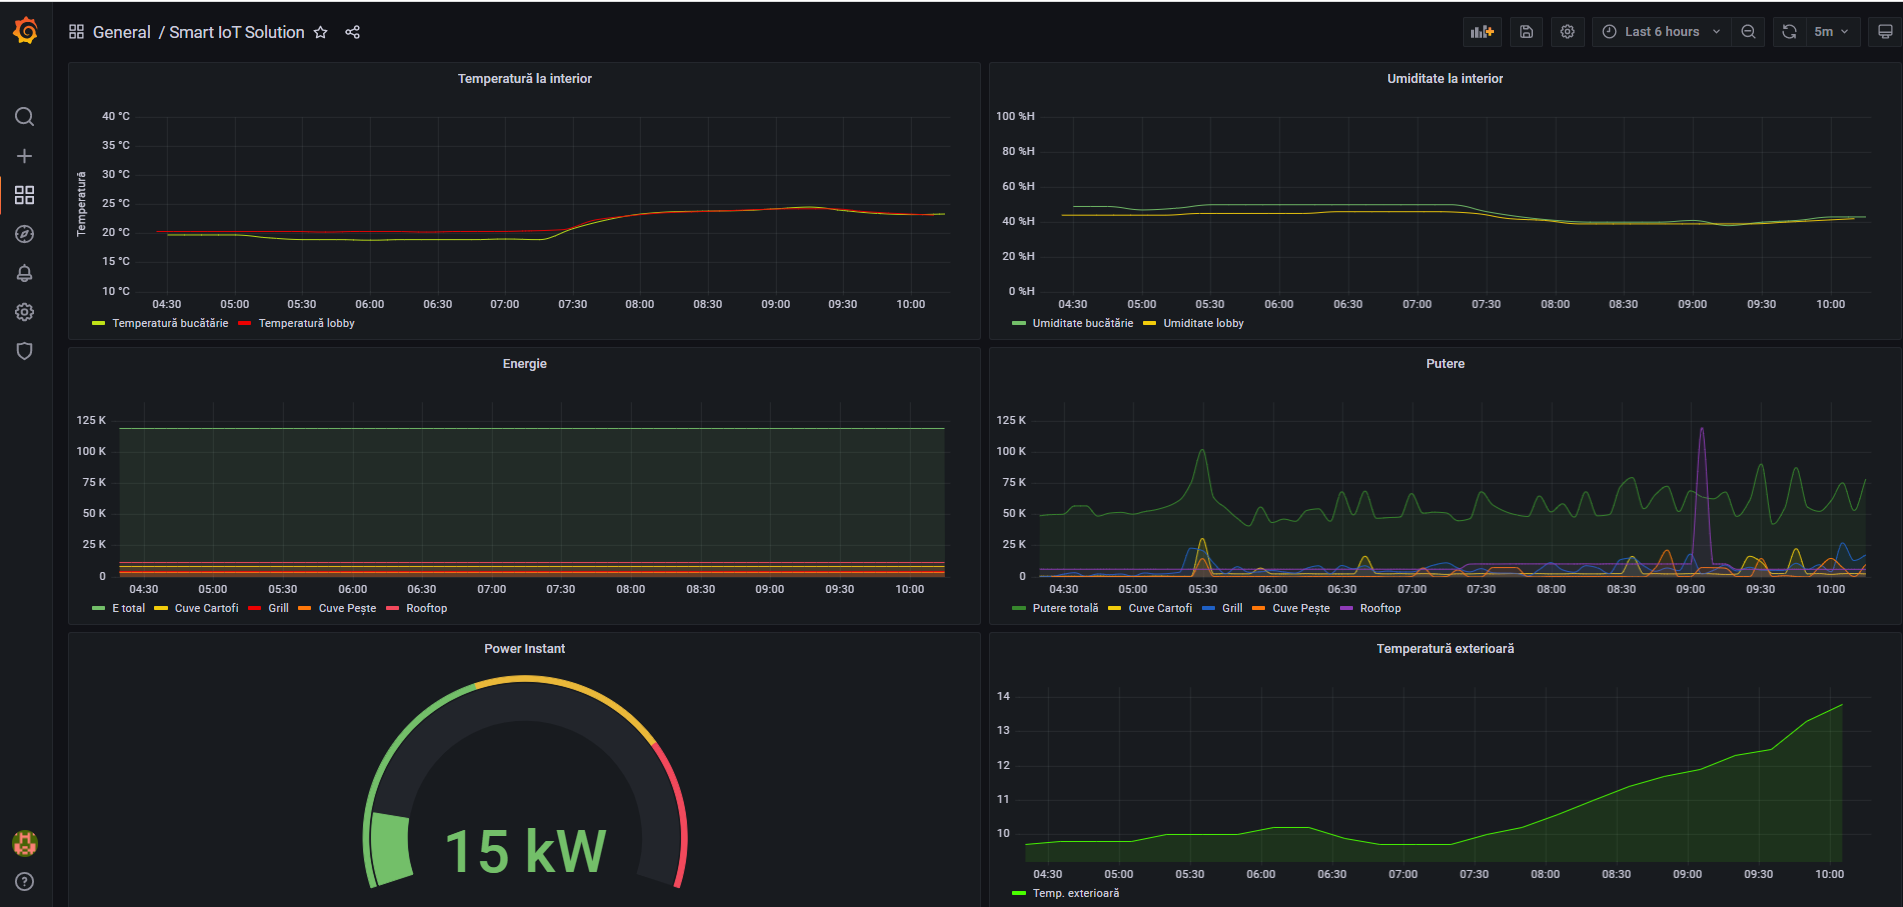 General / Smart IoT Solution
Last 6 hours
5m
Temperatură la interior
Temperatură
40 °C
35 °C
30 °C
25 °C
20 °C
15 °C
10 °C
04:30 05:00 05:30 06:00 06:30 07:00 07:30 08:00 08:30 09:00 09:30 10:00
Temperatură bucătărie Temperatură lobby
Umiditate la interior
100 %H
80 %H
60 %H
40 %H
20 %H
0 %H
04:30 05:00 05:30 06:00 06:30 07:00 07:30 08:00 08:30 09:00 09:30 10:00
Umiditate bucătărie Umiditate lobby
Energie
125 K
100 K
75 K
50 K
25 K
0
04:30 05:00 05:30 06:00 06:30 07:00 07:30 08:00 08:30 09:00 09:30 10:00
E total Cuve Cartofi Grill Cuve Pește Rooftop
Putere
125 K
100 K
75 K
50 K
25 K
0
04:30 05:00 05:30 06:00 06:30 07:00 07:30 08:00 08:30 09:00 09:30 10:00
Putere totală Cuve Cartofi Grill Cuve Pește Rooftop
Power Instant
15 kW
Temperatură exterioară
14
13
12
11
10
04:30 05:00 05:30 06:00 06:30 07:00 07:30 08:00 08:30 09:00 09:30 10:00
Temp. exterioară